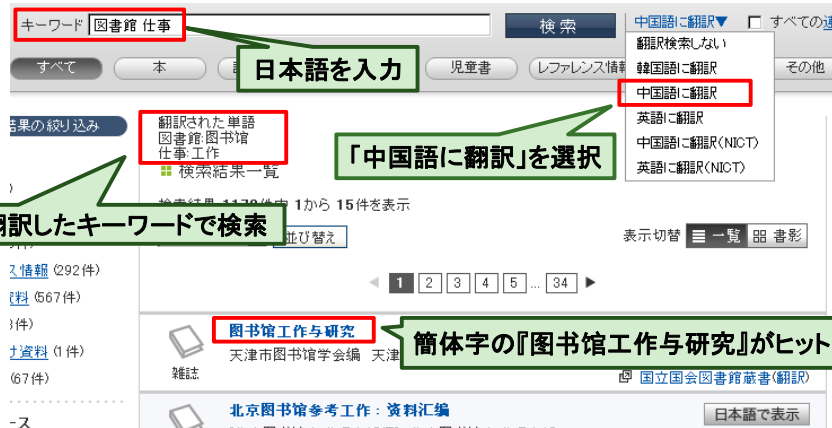 キーワード 図書館 仕事
検索
中国語に翻訳▼
すべての
翻訳検索しない
韓国語に翻訳
中国語に翻訳
英語に翻訳
中国語に翻訳(NICT)
英語に翻訳(NICT)
すべて
本
日本語を入力
児童書
レファレンス情報
その他
結果の絞り込み
翻訳された単語
図書館:图书馆
仕事:工作
「中国語に翻訳」を選択
検索結果一覧
訳したキーワードで検索
1から 15件を表示
並び替え
表示切替 一覧 書影
1 2 3 4 5 ... 34
ス情報 (292件)
資料 (567件)
件)
(1件)
(67件)
图书馆工作与研究
簡体字の『图书馆工作与研究』がヒット
天津市图书馆学会编 天津
雑誌
国立国会図書館蔵書(翻訳)
北京图书馆参考工作：资料汇编
日本語で表示
ース